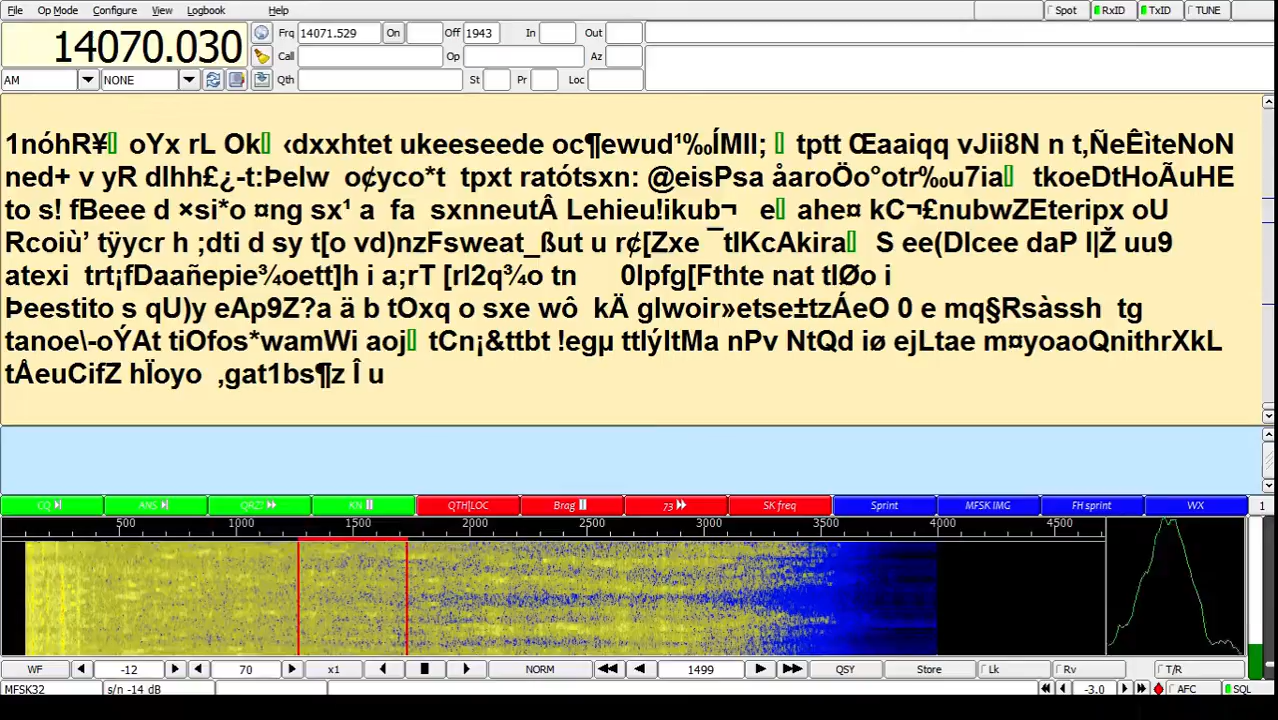 File Op Mode Configure View Logbook Help Spot RxID TxID TUNE
14070.030 Frq 14071.529 On Off 1943 In Out
Call Op Az
AM NONE Qth St Pr Loc
1nóhR¥ oYx rL Ok ‹dxxhtet ukeeseede oc¶ewud¹‰ÍMIl; tptt Œaaiqq vJii8N n t,ÑeÊìteNoN
ned+ v yR dlhh£¿-t:Þelw o¢yco*t tpxt ratótsxn: @eisPsa åaroÖo°otr‰u7ia tkoeDtHoÃuHE
to s! fBeee d ×si*o ¤ng sx¹ a fa sxnneutÂ Lehieu!ikub¬ e ahe¤ kC¬£nubwZEteripx oU
Rcoiù’ tÿycr h ;dti d sy t[o vd)nzFsweat_ßut u r¢[Zxe ¯tIKcAkira S ee(DIcee daP l|Ž uu9
atexi trt¡fDaañepie¾oett]h i a;rT [rI2q¾o tn 0lpfg[Fthte nat tlØo i
Þeestito s qU)y eAp9Z?a ä b tOxq o sxe wô kÄ glwoir»etse±tzÁeO 0 e mq§Rsàssh tg
tanoe\-oÝAt tiOfos*wamWi aoj tCn¡&ttbt !egµ ttlýltMa nPv NtQd iø ejLtae m¤yoaoQnithrXkL
tÅeuCifZ hÏoyo ,gat1bs¶z Î u
CQ ANS QRZ! KN QTH|LOC Brag 73 SK freq Sprint MFSK IMG FH sprint WX 1
500 1000 1500 2000 2500 3000 3500 4000 4500
WF -12 70 x1 NORM 1499 QSY Store Lk Rv T/R
MFSK32 s/n -14 dB -3.0 AFC SQL